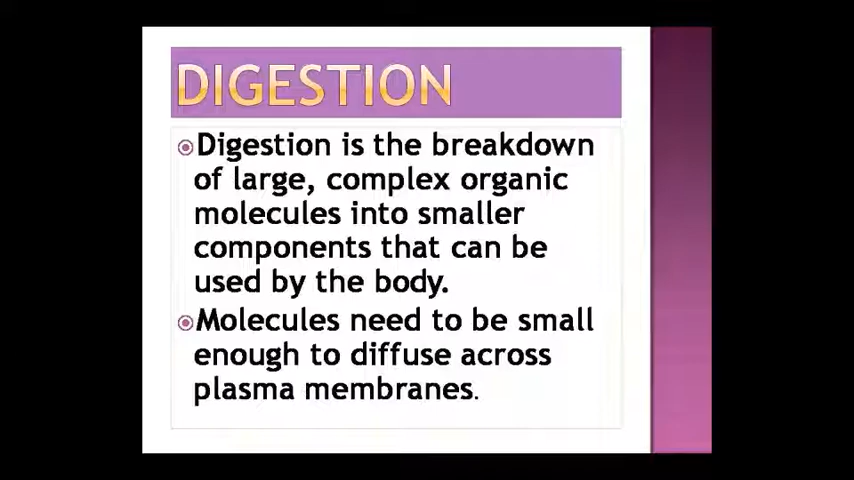 DIGESTION
Digestion is the breakdown
of large, complex organic
molecules into smaller
components that can be
used by the body.
Molecules need to be small
enough to diffuse across
plasma membranes.